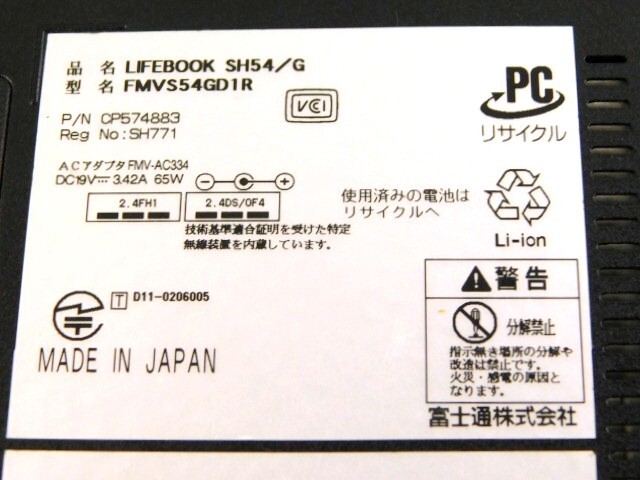 品 名 LIFEBOOK SH54/G
型 名 FMVS54GD1R
P/N CP574883
Reg No:SH771
VCCI
PC
リサイクル
ACアダプタ FMV-AC334
DC19V⎓3.42A 65W
2.4FH1
2.4DS/OF4
技術基準適合証明を受けた特定
無線装置を内蔵しています。
使用済みの電池は
リサイクルへ
Li-ion
T D11-0206005
MADE IN JAPAN
警告
分解禁止
指示無き場所の分解や
改造は禁止です。
火災・感電の原因と
なります。
富士通株式会社